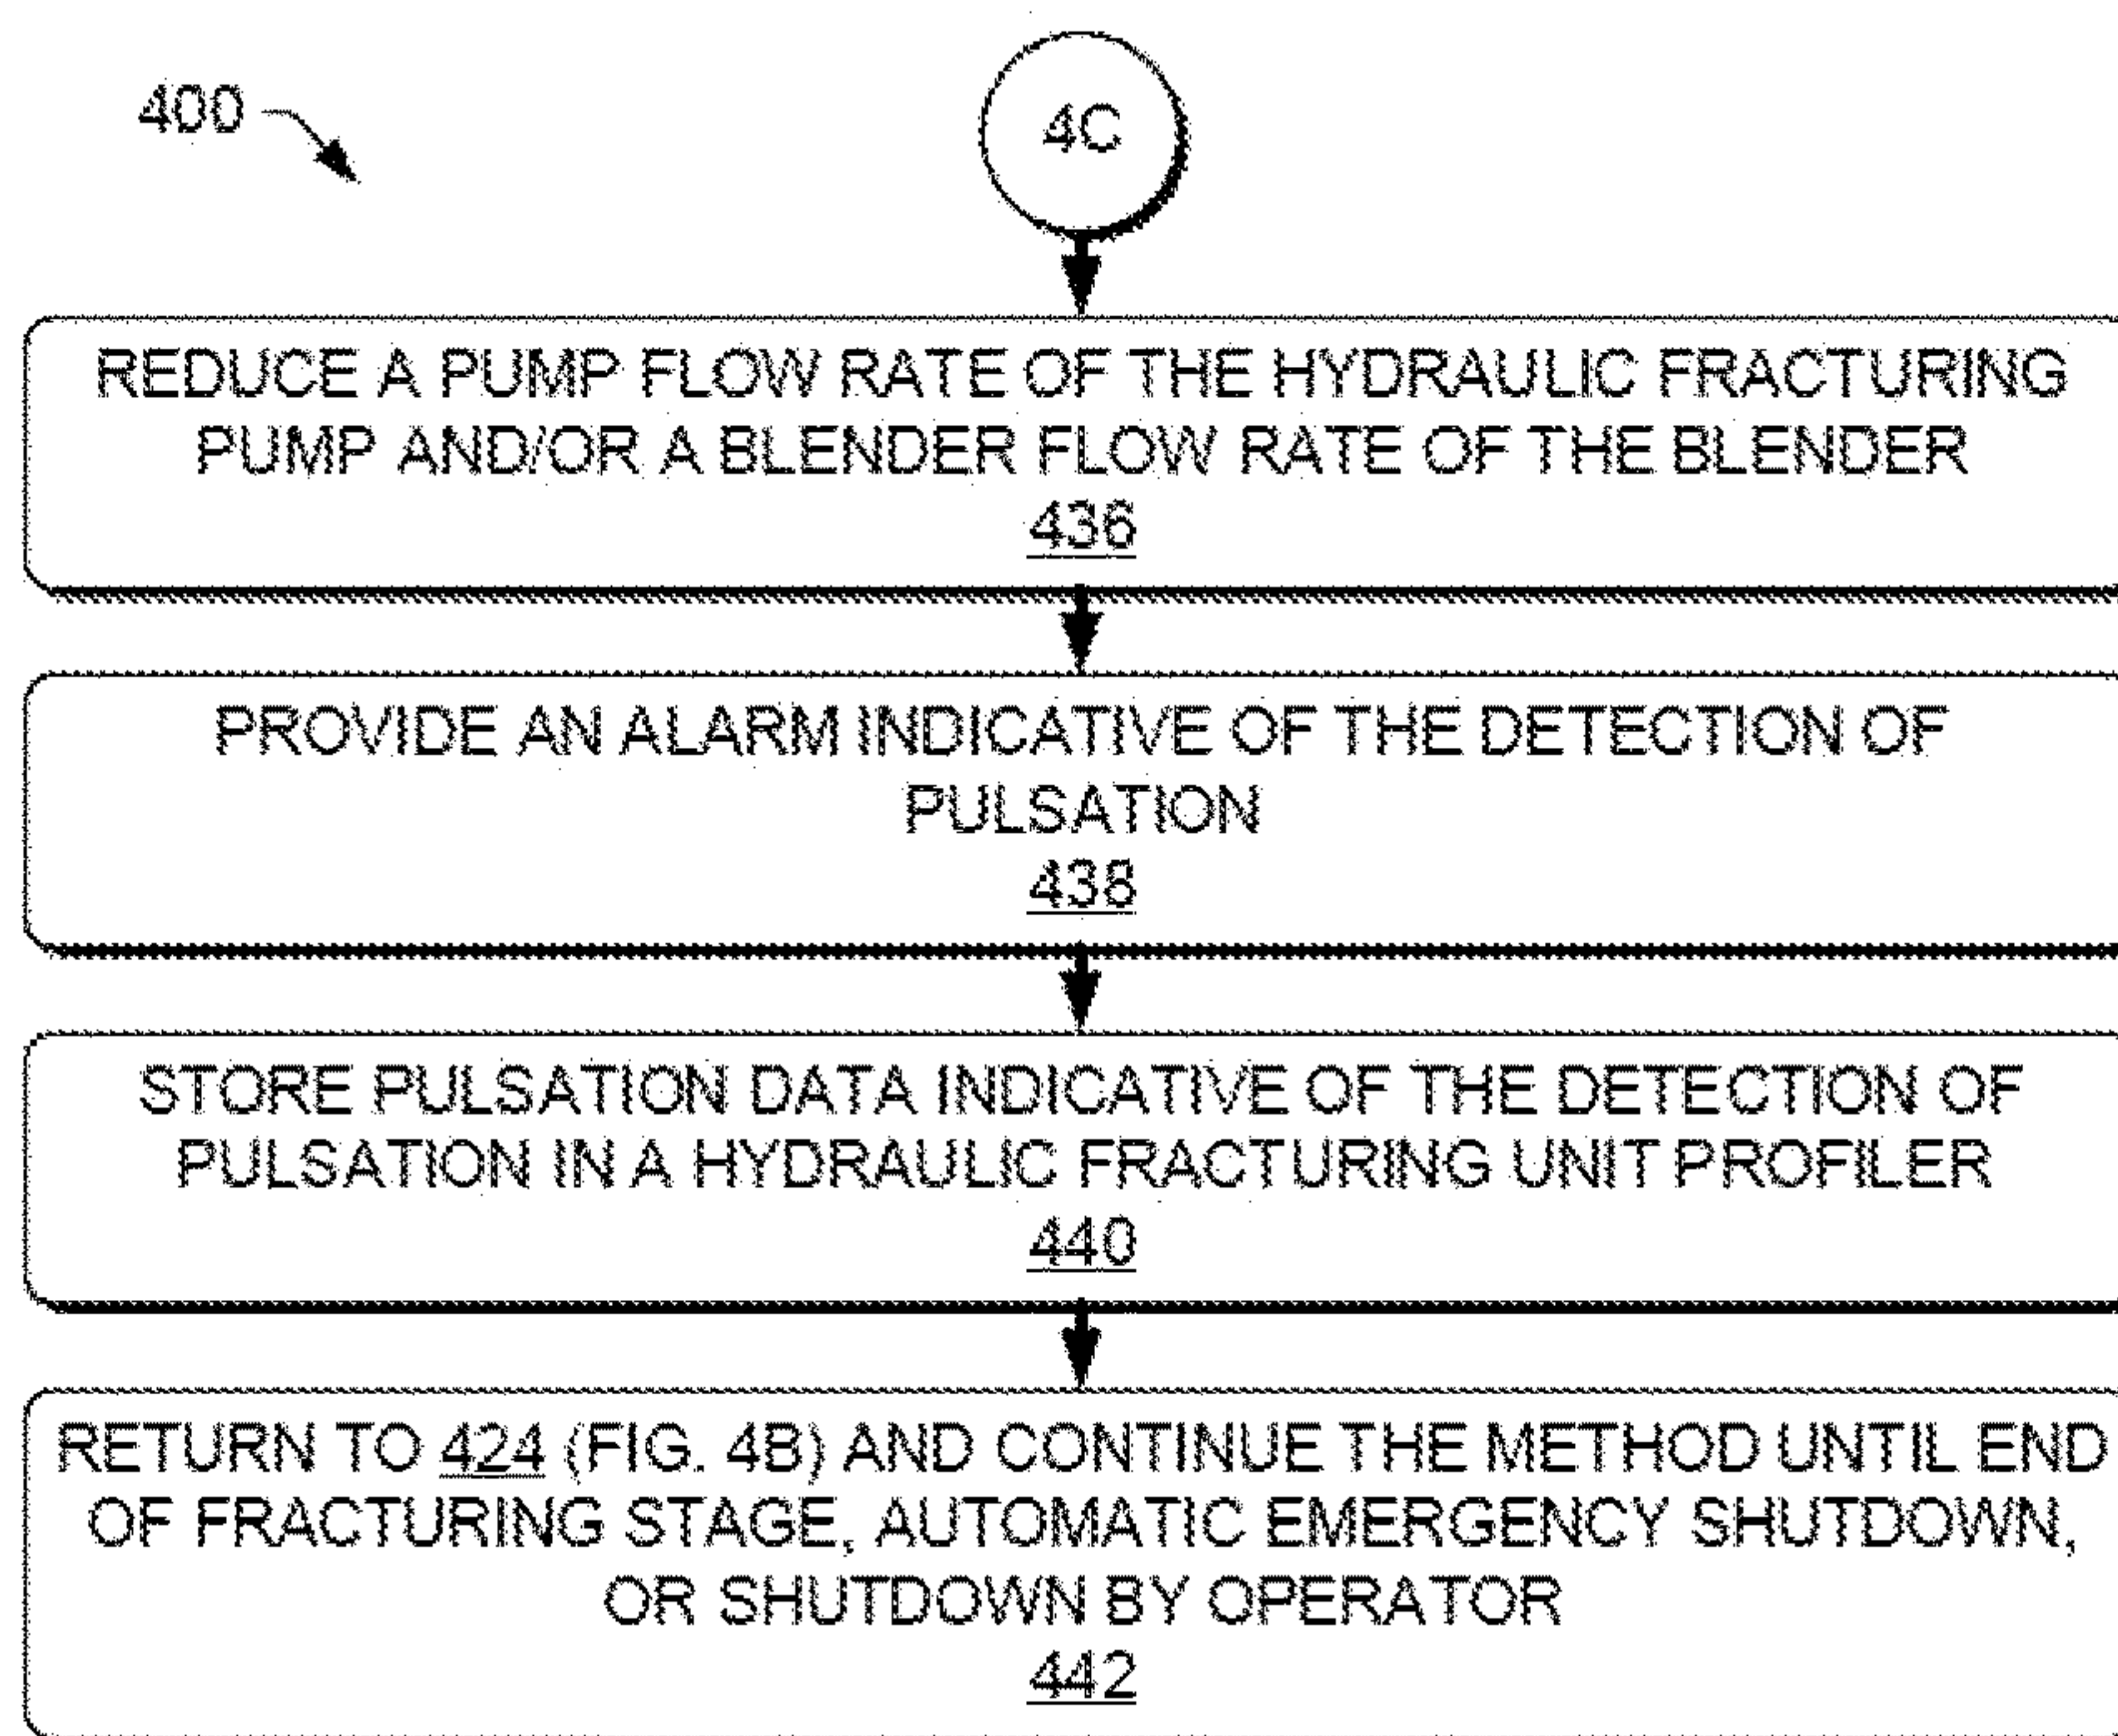 400
4C
REDUCE A PUMP FLOW RATE OF THE HYDRAULIC FRACTURING
PUMP AND/OR A BLENDER FLOW RATE OF THE BLENDER
436
PROVIDE AN ALARM INDICATIVE OF THE DETECTION OF
PULSATION
438
STORE PULSATION DATA INDICATIVE OF THE DETECTION OF
PULSATION IN A HYDRAULIC FRACTURING UNIT PROFILER
440
RETURN TO 424 (FIG. 4B) AND CONTINUE THE METHOD UNTIL END
OF FRACTURING STAGE, AUTOMATIC EMERGENCY SHUTDOWN,
OR SHUTDOWN BY OPERATOR
442